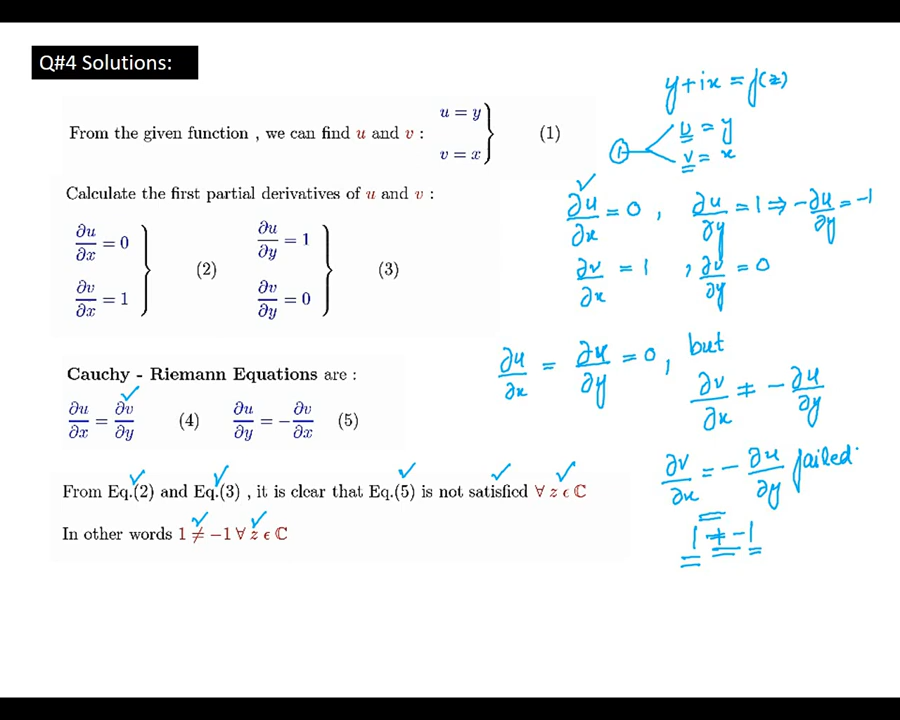 Q#4 Solutions:
From the given function , we can find u and v : u = y v = x } (1)
Calculate the first partial derivatives of u and v :
∂u/∂x = 0 ∂v/∂x = 1 } (2) ∂u/∂y = 1 ∂v/∂y = 0 } (3)
Cauchy - Riemann Equations are :
∂u/∂x = ∂v/∂y (4) ∂u/∂y = -∂v/∂x (5)
From Eq.(2) and Eq.(3) , it is clear that Eq.(5) is not satisfied ∀ z ϵ ℂ
In other words 1 ≠ -1 ∀ z ϵ ℂ
y + ix = f(z)
① u = y
v = x
∂u/∂x = 0 , ∂u/∂y = 1 ⇒ -∂u/∂y = -1
∂v/∂x = 1 , ∂v/∂y = 0
∂u/∂x = ∂u/∂y = 0 , but
∂v/∂x ≠ -∂u/∂y
∂v/∂x = -∂u/∂y failed.
1 ≠ -1